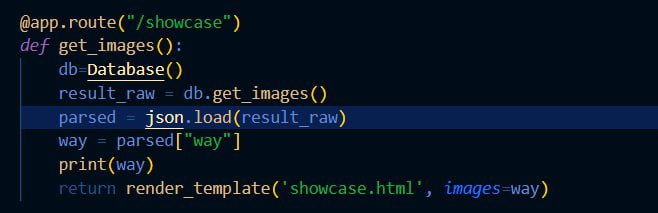 @app.route("/showcase")
def get_images():
    db=Database()
    result_raw = db.get_images()
    parsed = json.load(result_raw)
    way = parsed["way"]
    print(way)
    return render_template('showcase.html', images=way)